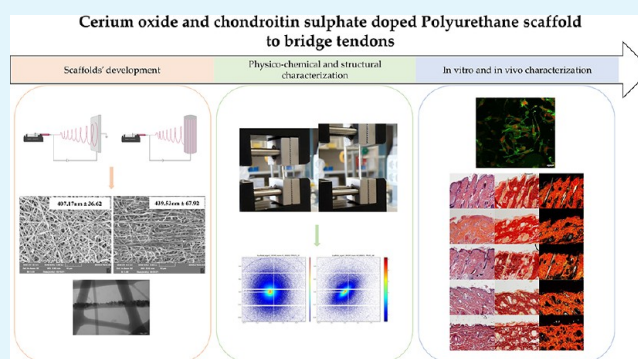 Cerium oxide and chondroitin sulphate doped Polyurethane scaffold
to bridge tendons
Scaffolds' development
Physico-chemical and structural
characterization
In vitro and in vivo characterization
407.17nm ± 26.62
439.53nm ± 67.92